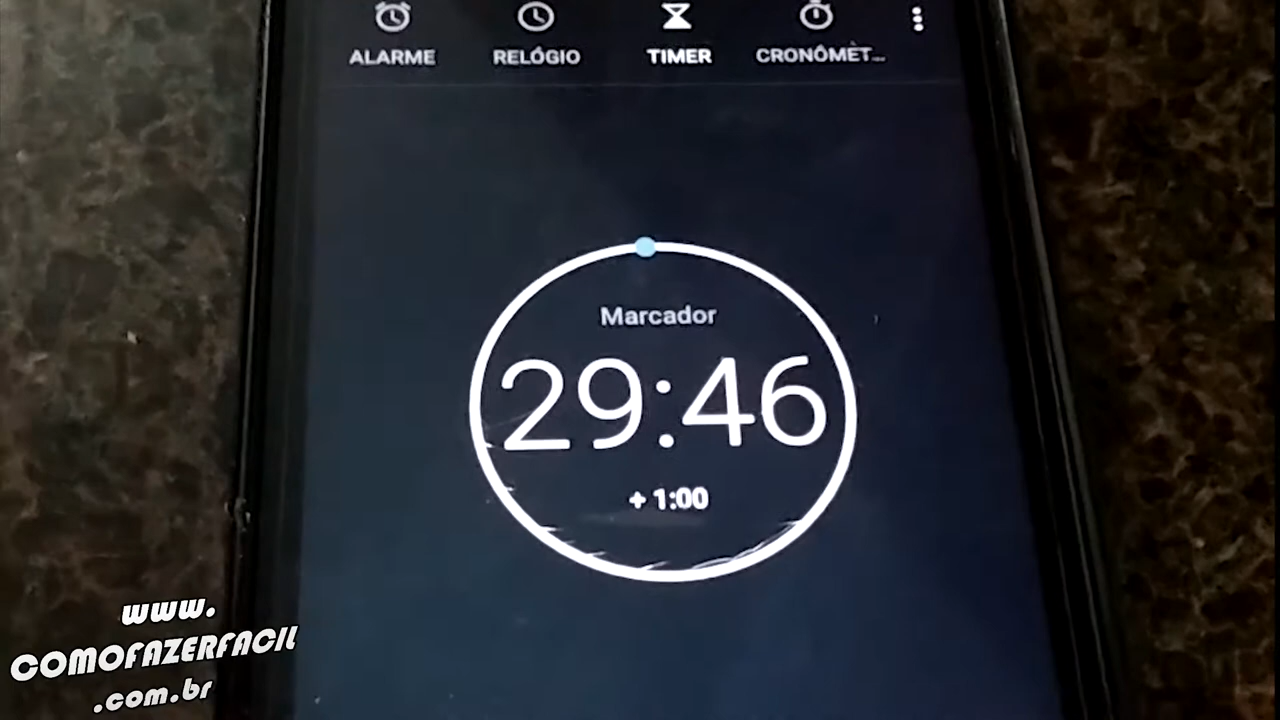 ALARME RELÓGIO TIMER CRONÔMET...
Marcador
29:46
+ 1:00
www.
COMOFAZERFACIL
.com.br